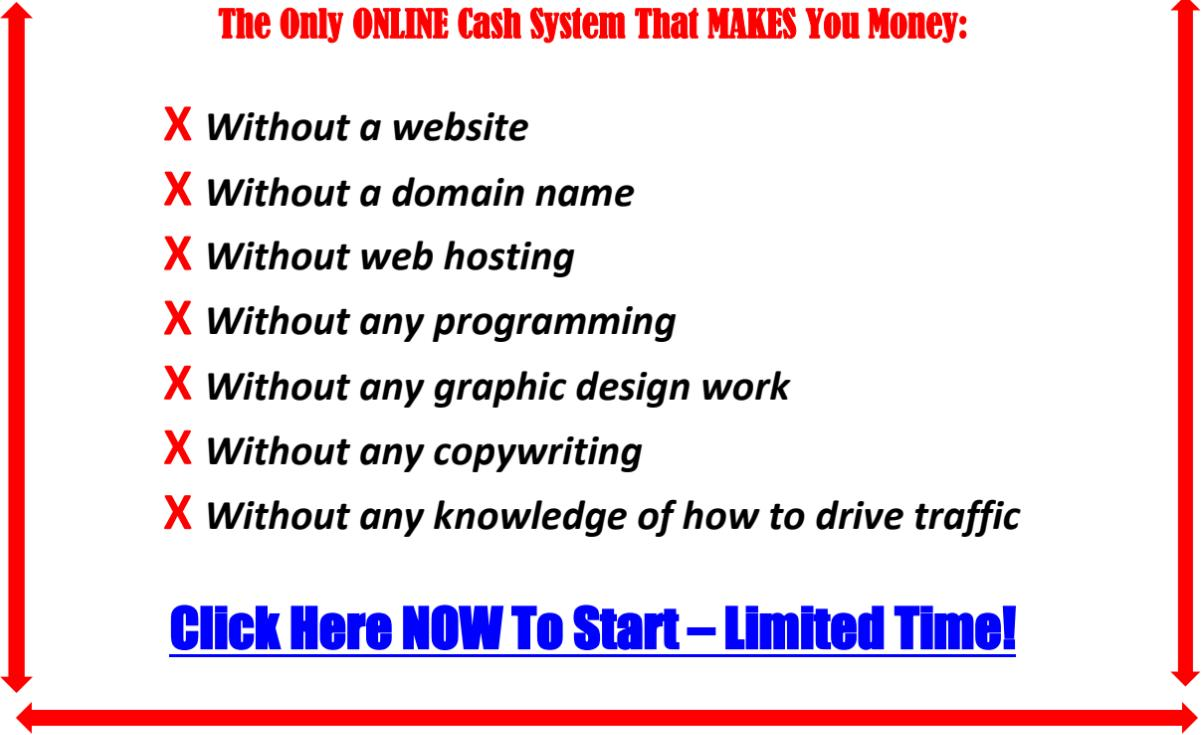 The Only ONLINE Cash System That MAKES You Money:
X Without a website
X Without a domain name
X Without web hosting
X Without any programming
X Without any graphic design work
X Without any copywriting
X Without any knowledge of how to drive traffic
Click Here NOW To Start – Limited Time!